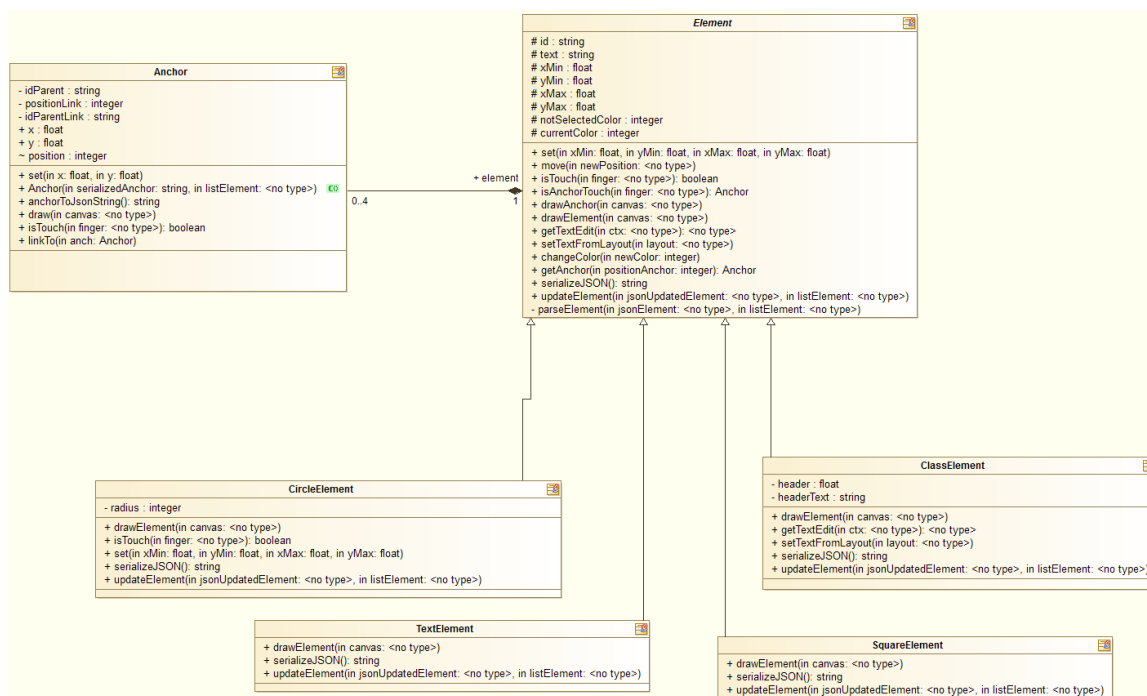 Element
# id : string
# text : string
# xMin : float
# yMin : float
# xMax : float
# yMax : float
# notSelectedColor : integer
# currentColor : integer
+ set(in xMin: float, in yMin: float, in xMax: float, in yMax: float)
+ move(in newPosition: <no type>)
+ isTouch(in finger: <no type>): boolean
+ isAnchorTouch(in finger: <no type>): Anchor
+ drawAnchor(in canvas: <no type>)
+ drawElement(in canvas: <no type>)
+ getTextEdit(in ctx: <no type>): <no type>
+ setTextFromLayout(in layout: <no type>)
+ changeColor(in newColor: integer)
+ getAnchor(in positionAnchor: integer): Anchor
+ serializeJSON(): string
+ updateElement(in jsonUpdatedElement: <no type>, in listElement: <no type>)
- parseElement(in jsonElement: <no type>, in listElement: <no type>)
Anchor
- idParent : string
- positionLink : integer
- idParentLink : string
+ x : float
+ y : float
~ position : integer
+ set(in x: float, in y: float)
+ Anchor(in serializedAnchor: string, in listElement: <no type>)
+ anchorToJsonString(): string
+ draw(in canvas: <no type>)
+ isTouch(in finger: <no type>): boolean
+ linkTo(in anch: Anchor)
+ element
0..4
1
ClassElement
- header : float
- headerText : string
+ drawElement(in canvas: <no type>)
+ getTextEdit(in ctx: <no type>): <no type>
+ setTextFromLayout(in layout: <no type>)
+ serializeJSON(): string
+ updateElement(in jsonUpdatedElement: <no type>, in listElement: <no type>)
CircleElement
- radius : integer
+ drawElement(in canvas: <no type>)
+ isTouch(in finger: <no type>): boolean
+ set(in xMin: float, in yMin: float, in xMax: float, in yMax: float)
+ serializeJSON(): string
+ updateElement(in jsonUpdatedElement: <no type>, in listElement: <no type>)
TextElement
+ drawElement(in canvas: <no type>)
+ serializeJSON(): string
+ updateElement(in jsonUpdatedElement: <no type>, in listElement: <no type>)
SquareElement
+ drawElement(in canvas: <no type>)
+ serializeJSON(): string
+ updateElement(in jsonUpdatedElement: <no type>, in listElement: <no type>)